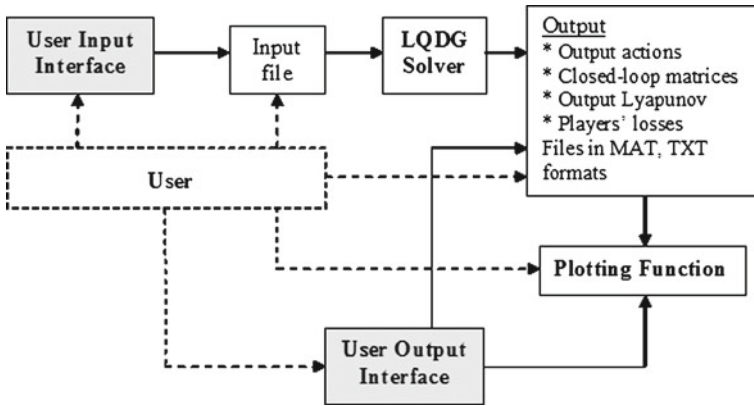 User Input
Interface
Input
file
LQDG
Solver
Output
* Output actions
* Closed-loop matrices
* Output Lyapunov
* Players' losses
Files in MAT, TXT
formats
User
Plotting Function
User Output
Interface